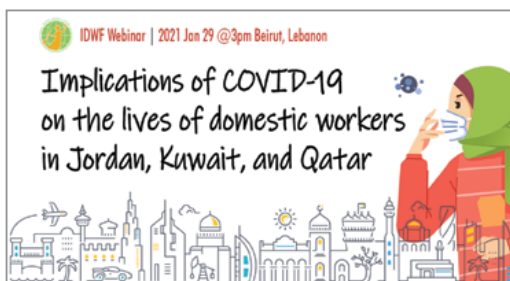 IDWF Webinar | 2021 Jan 29 @3pm Beirut, Lebanon
Implications of COVID-19
on the lives of domestic workers
in Jordan, Kuwait, and Qatar